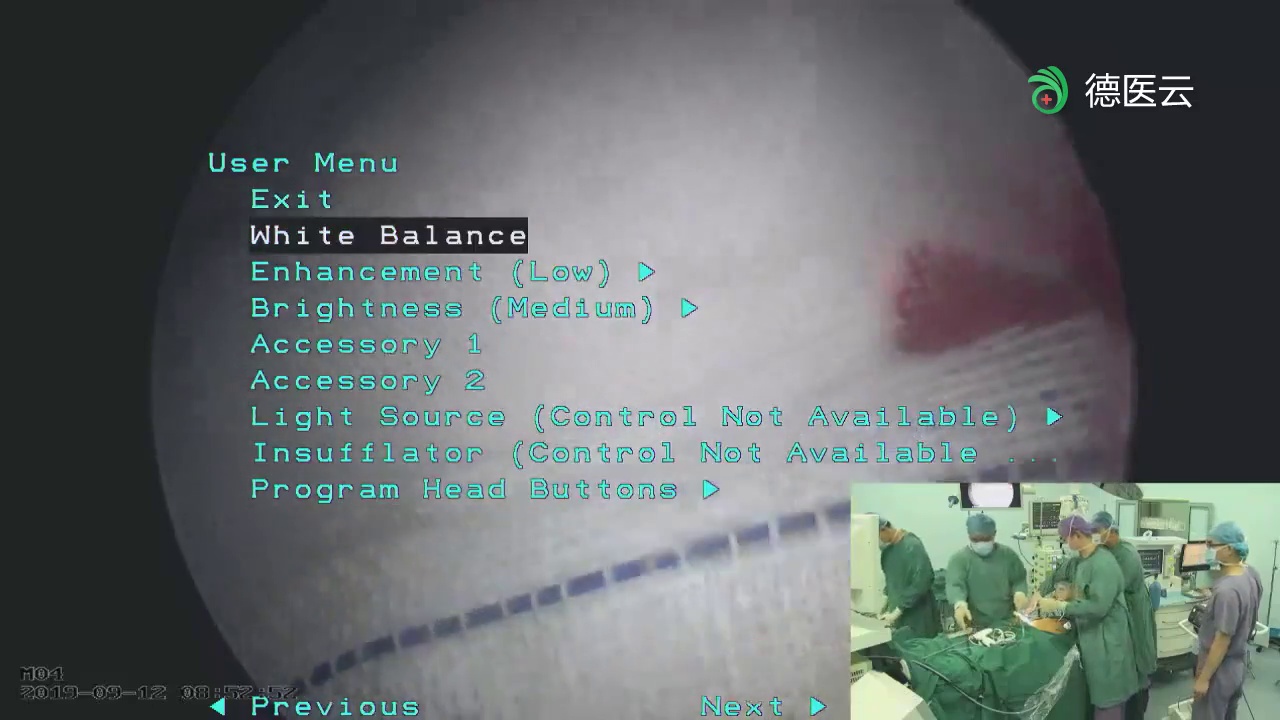 德医云
User Menu
Exit
White Balance
Enhancement (Low) ▶
Brightness (Medium) ▶
Accessory 1
Accessory 2
Light Source (Control Not Available) ▶
Insufflator (Control Not Available ...
Program Head Buttons ▶
M04
2019-09-12 08:52:52
◀ Previous
Next ▶